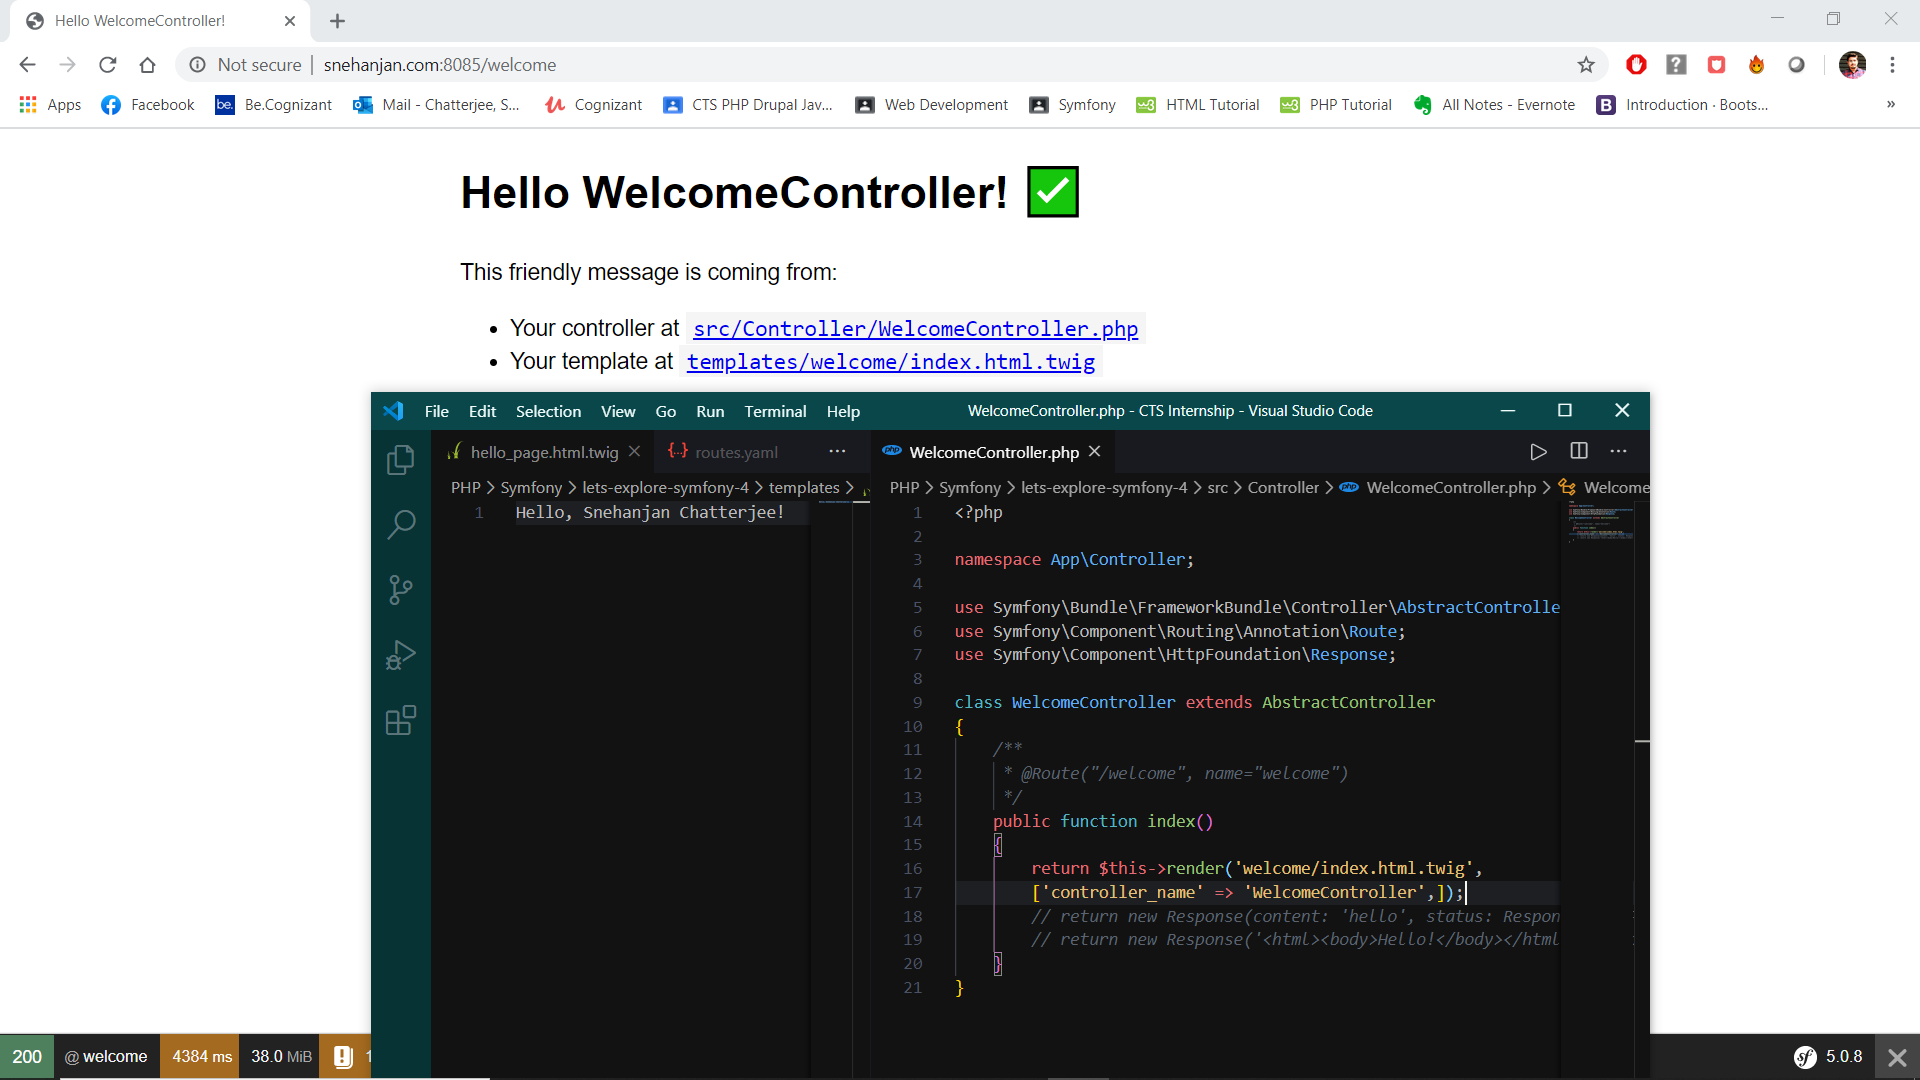 Hello WelcomeController!
Not secure | snehanjan.com:8085/welcome
Apps Facebook be. Be.Cognizant Mail - Chatterjee, S... Cognizant CTS PHP Drupal Jav... Web Development Symfony w3 HTML Tutorial w3 PHP Tutorial All Notes - Evernote B Introduction · Boots... »
Hello WelcomeController! ✅
This friendly message is coming from:
• Your controller at src/Controller/WelcomeController.php
• Your template at templates/welcome/index.html.twig
File Edit Selection View Go Run Terminal Help WelcomeController.php - CTS Internship - Visual Studio Code
hello_page.html.twig routes.yaml ... php WelcomeController.php ...
PHP > Symfony > lets-explore-symfony-4 > templates >
1 Hello, Snehanjan Chatterjee!
PHP > Symfony > lets-explore-symfony-4 > src > Controller > php WelcomeController.php > Welcome
1 <?php
2
3 namespace App\Controller;
4
5 use Symfony\Bundle\FrameworkBundle\Controller\AbstractControlle
6 use Symfony\Component\Routing\Annotation\Route;
7 use Symfony\Component\HttpFoundation\Response;
8
9 class WelcomeController extends AbstractController
10 {
11 /**
12 * @Route("/welcome", name="welcome")
13 */
14 public function index()
15 {
16 return $this->render('welcome/index.html.twig',
17 ['controller_name' => 'WelcomeController',]);
18 // return new Response(content: 'hello', status: Respon
19 // return new Response('<html><body>Hello!</body></html
20 }
21 }
200 @ welcome 4384 ms 38.0 MiB 1
sf 5.0.8